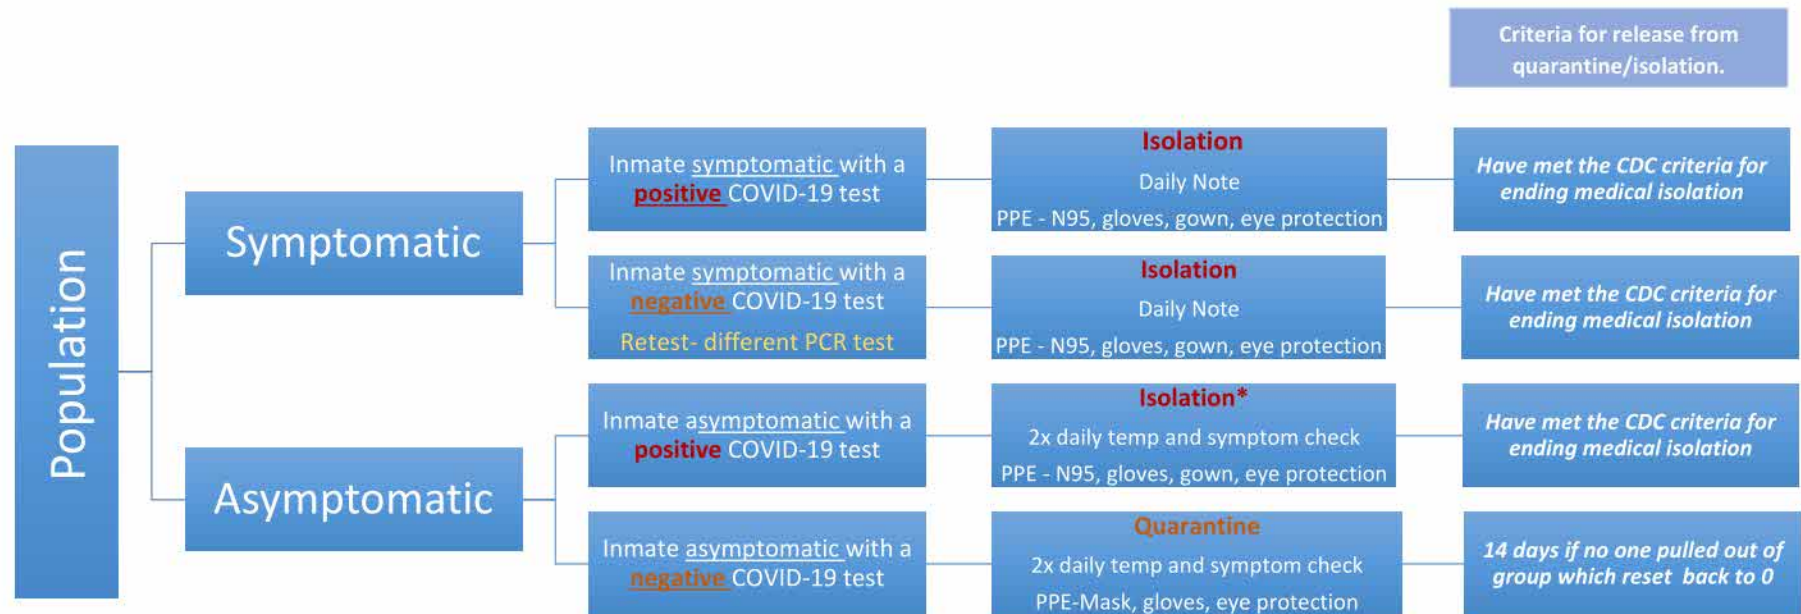 Criteria for release from
quarantine/isolation.
Population
Symptomatic
Inmate symptomatic with a
positive COVID-19 test
Isolation
Daily Note
PPE - N95, gloves, gown, eye protection
Have met the CDC criteria for
ending medical isolation
Inmate symptomatic with a
negative COVID-19 test
Retest- different PCR test
Isolation
Daily Note
PPE - N95, gloves, gown, eye protection
Have met the CDC criteria for
ending medical isolation
Asymptomatic
Inmate asymptomatic with a
positive COVID-19 test
Isolation*
2x daily temp and symptom check
PPE - N95, gloves, gown, eye protection
Have met the CDC criteria for
ending medical isolation
Inmate asymptomatic with a
negative COVID-19 test
Quarantine
2x daily temp and symptom check
PPE-Mask, gloves, eye protection
14 days if no one pulled out of
group which reset back to 0